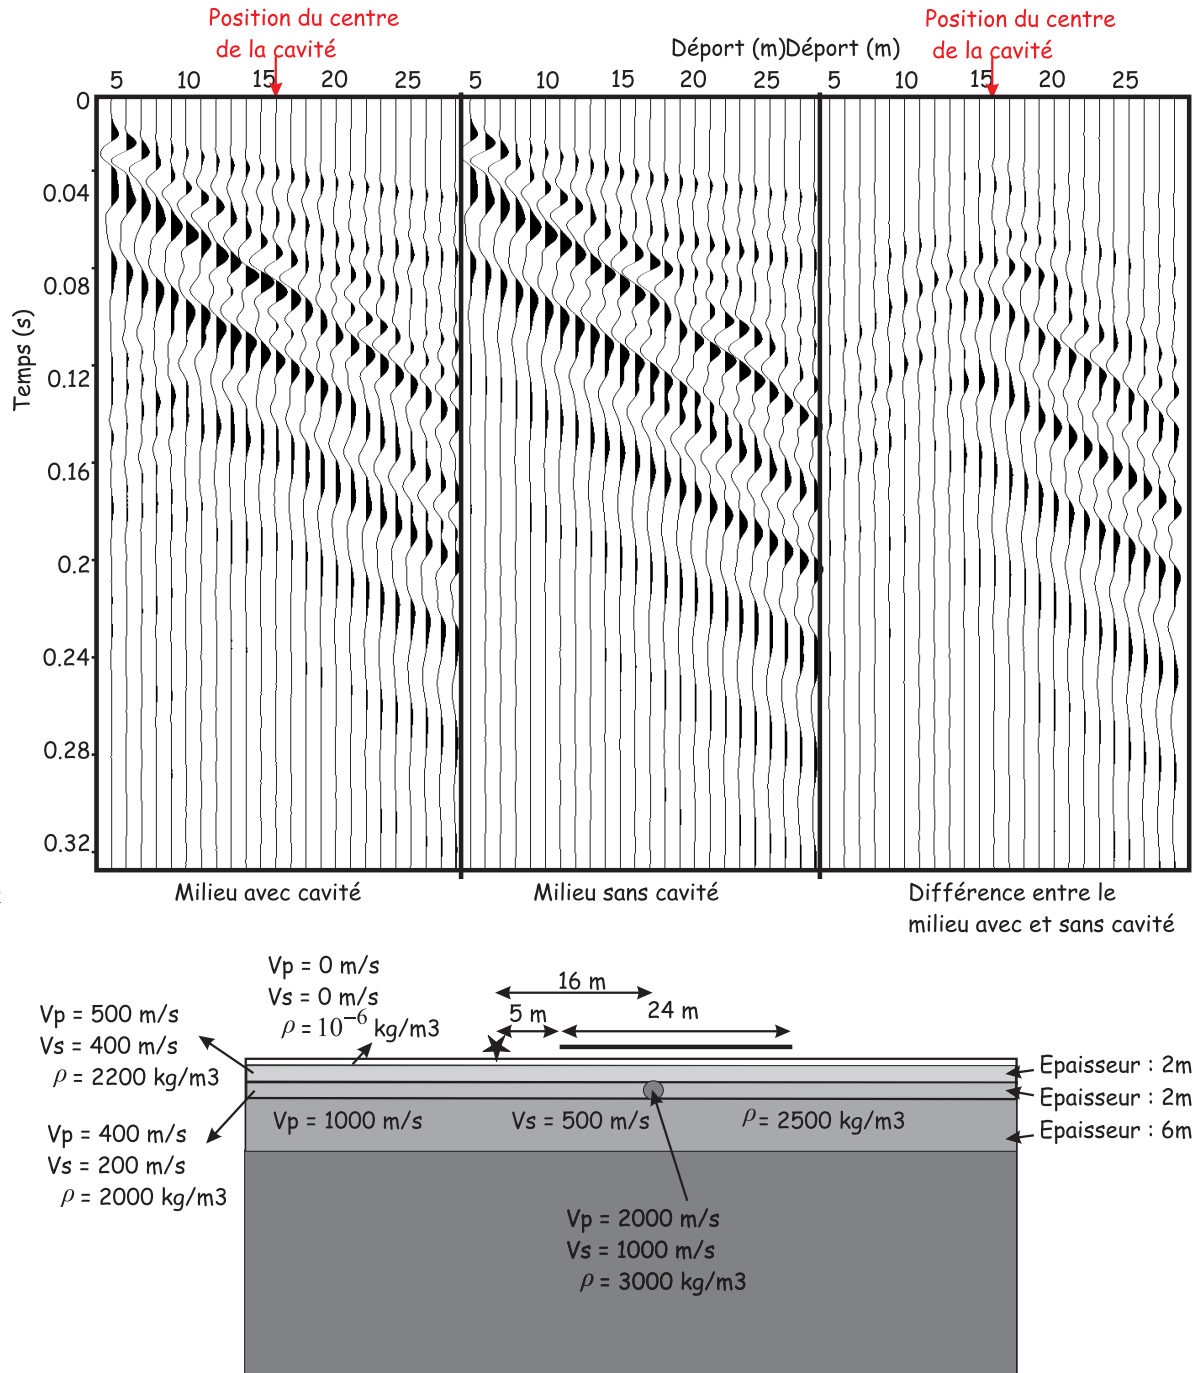 Position du centre
de la cavité
Position du centre
de la cavité
Déport (m)Déport (m)
5 10 15 20 25 5 10 15 20 25 5 10 15 20 25
0
0.04
0.08
0.12
0.16
0.2
0.24
0.28
0.32
Temps (s)
Milieu avec cavité
Milieu sans cavité
Différence entre le
milieu avec et sans cavité
Vp = 0 m/s
Vs = 0 m/s
ρ = 10⁻⁶ kg/m3
16 m
5 m
24 m
Vp = 500 m/s
Vs = 400 m/s
ρ = 2200 kg/m3
Epaisseur : 2m
Epaisseur : 2m
Epaisseur : 6m
Vp = 1000 m/s Vs = 500 m/s ρ = 2500 kg/m3
Vp = 400 m/s
Vs = 200 m/s
ρ = 2000 kg/m3
Vp = 2000 m/s
Vs = 1000 m/s
ρ = 3000 kg/m3